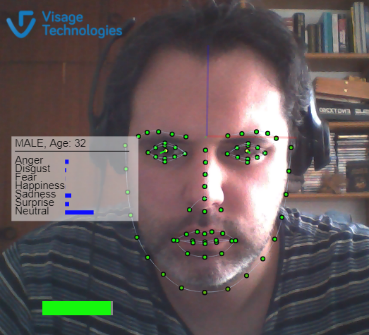 Visage
Technologies
MALE, Age: 32
Anger
Disgust
Fear
Happiness
Sadness
Surprise
Neutral